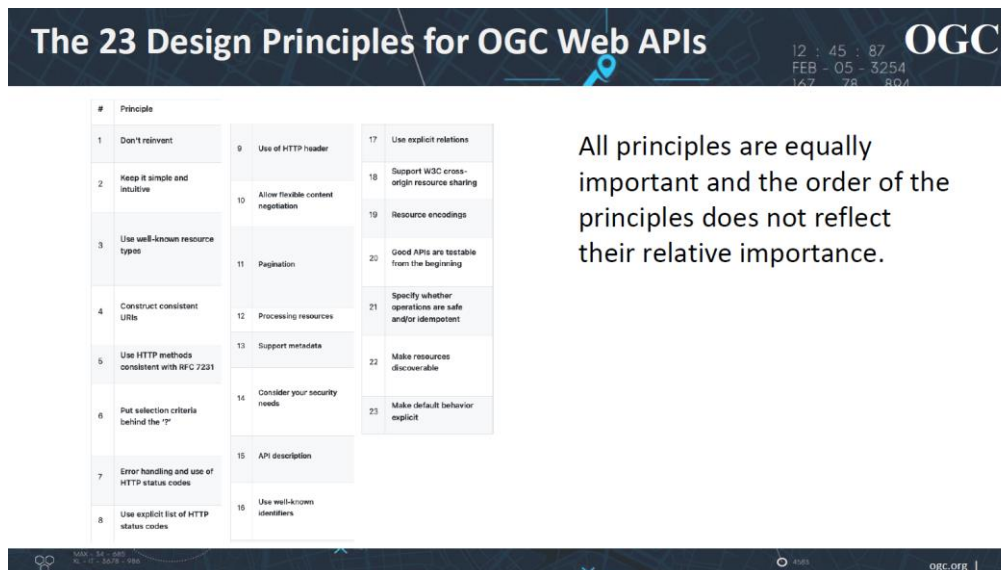 The 23 Design Principles for OGC Web APIs
OGC
12 : 45 : 87
FEB - 05 - 3254
167 78 894
# Principle
1 Don't reinvent
2 Keep it simple and
intuitive
3 Use well-known resource
types
4 Construct consistent
URIs
5 Use HTTP methods
consistent with RFC 7231
6 Put selection criteria
behind the '?'
7 Error handling and use of
HTTP status codes
8 Use explicit list of HTTP
status codes
9 Use of HTTP header
10 Allow flexible content
negotiation
11 Pagination
12 Processing resources
13 Support metadata
14 Consider your security
needs
15 API description
16 Use well-known
identifiers
17 Use explicit relations
18 Support W3C cross-
origin resource sharing
19 Resource encodings
20 Good APIs are testable
from the beginning
21 Specify whether
operations are safe
and/or idempotent
22 Make resources
discoverable
23 Make default behavior
explicit
All principles are equally
important and the order of the
principles does not reflect
their relative importance.
ogc.org |